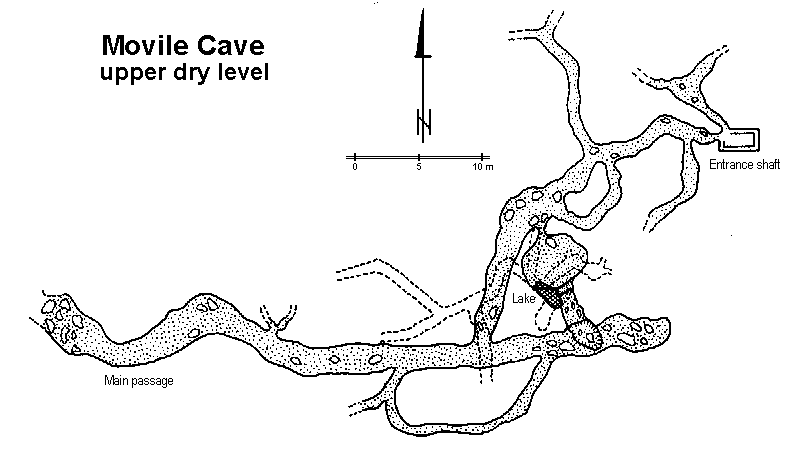 Movile Cave
upper dry level
N
0 5 10 m
Entrance shaft
Lake
Main passage